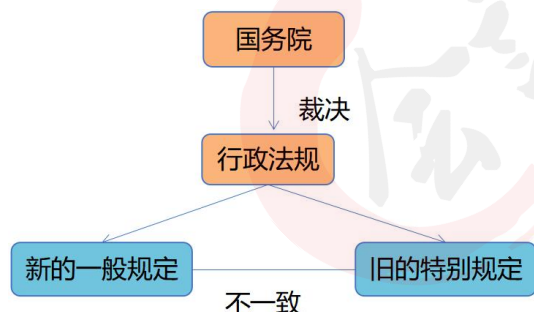 国务院
裁决
行政法规
新的一般规定
旧的特别规定
不一致